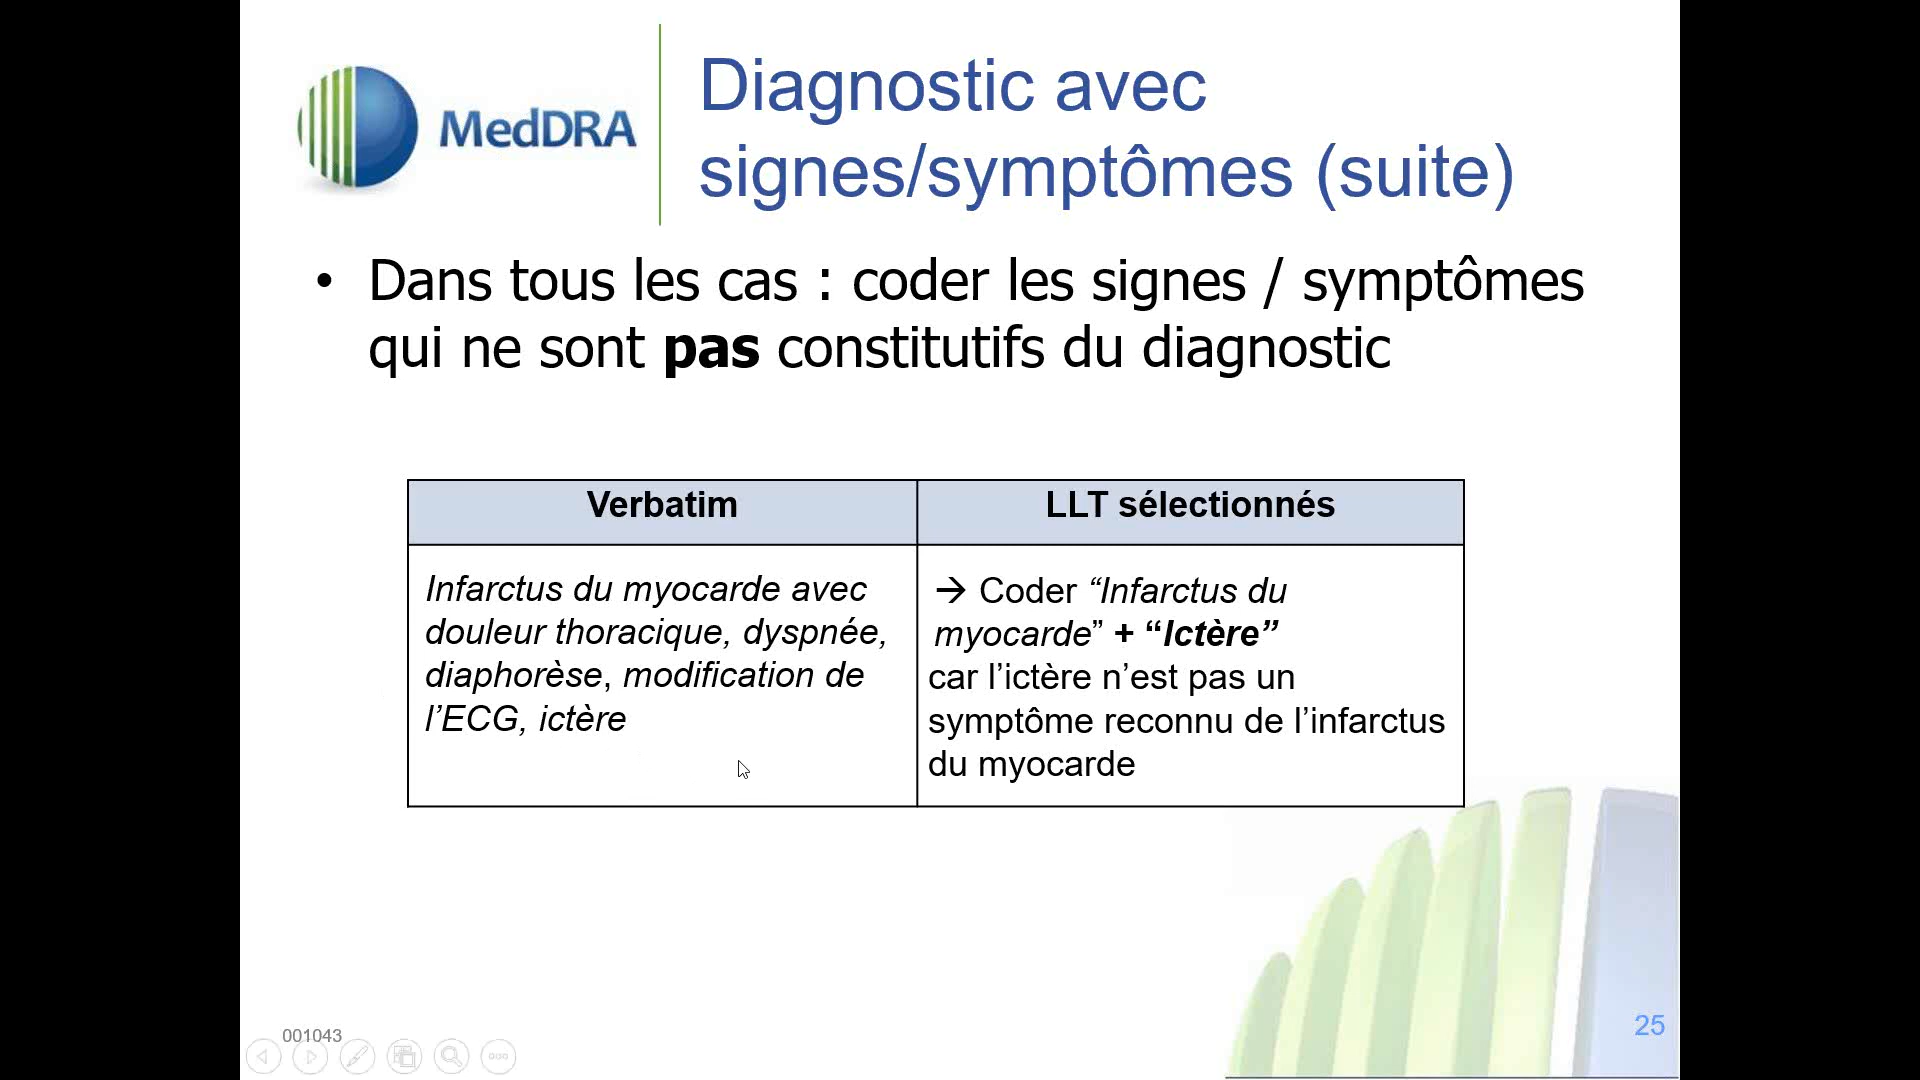 MedDRA
Diagnostic avec
signes/symptômes (suite)
• Dans tous les cas : coder les signes / symptômes
qui ne sont pas constitutifs du diagnostic
Verbatim
LLT sélectionnés
Infarctus du myocarde avec
douleur thoracique, dyspnée,
diaphorèse, modification de
l’ECG, ictère
→ Coder “Infarctus du
myocarde” + “Ictère”
car l’ictère n’est pas un
symptôme reconnu de l’infarctus
du myocarde
001043
25